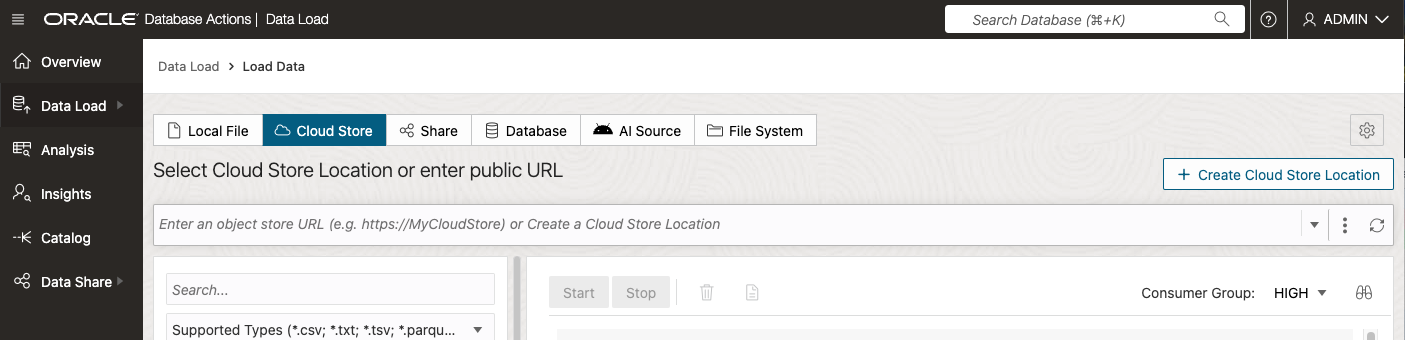 ORACLE Database Actions | Data Load
Search Database (⌘+K)
ADMIN
Overview
Data Load
Analysis
Insights
Catalog
Data Share
Data Load > Load Data
Local File
Cloud Store
Share
Database
AI Source
File System
Select Cloud Store Location or enter public URL
+ Create Cloud Store Location
Enter an object store URL (e.g. https://MyCloudStore) or Create a Cloud Store Location
Search...
Supported Types (*.csv; *.txt; *.tsv; *.parqu...
Start
Stop
Consumer Group: HIGH